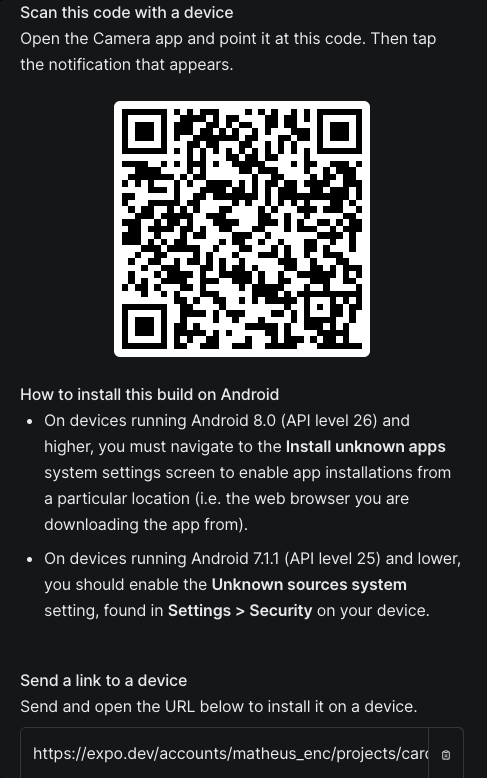 Scan this code with a device
Open the Camera app and point it at this code. Then tap
the notification that appears.
How to install this build on Android
• On devices running Android 8.0 (API level 26) and
higher, you must navigate to the Install unknown apps
system settings screen to enable app installations from
a particular location (i.e. the web browser you are
downloading the app from).
• On devices running Android 7.1.1 (API level 25) and lower,
you should enable the Unknown sources system
setting, found in Settings > Security on your device.
Send a link to a device
Send and open the URL below to install it on a device.
https://expo.dev/accounts/matheus_enc/projects/card